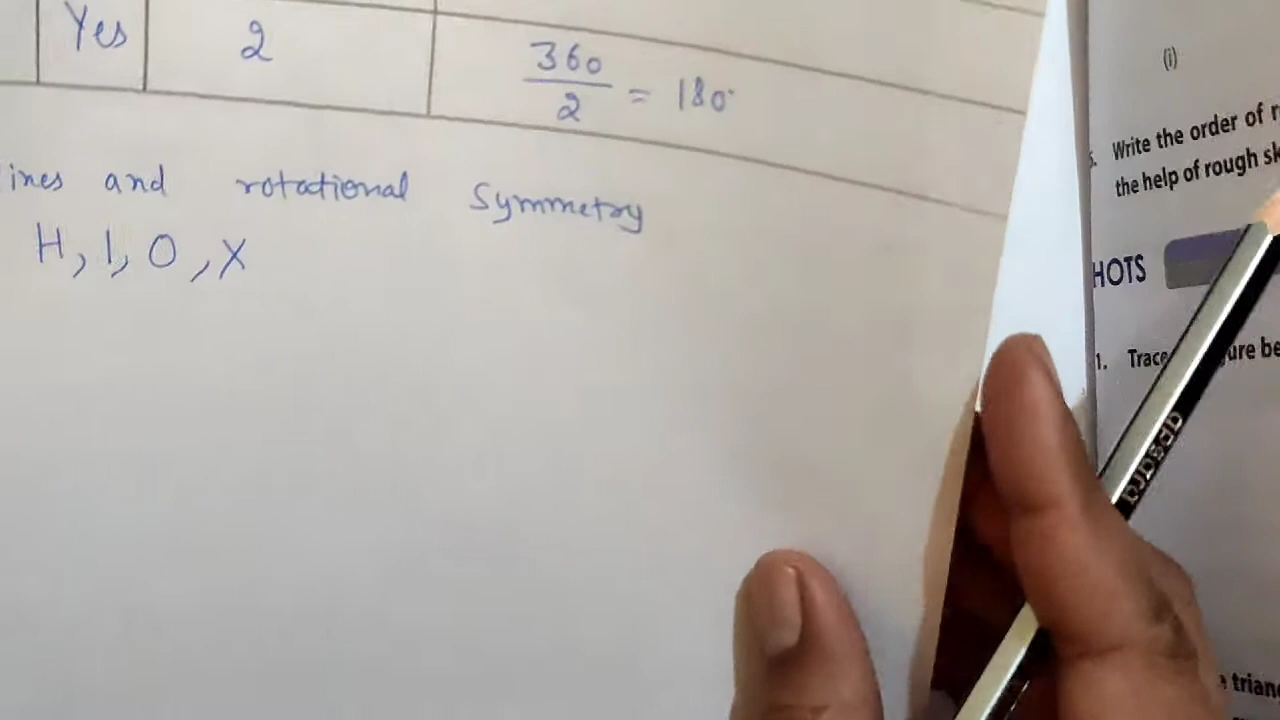 Yes 2 360/2 = 180°
ines and rotational Symmetry
H, I, O, X
(i)
Write the order of r
the help of rough sk
HOTS
1. Trace ure be
triang
apsara